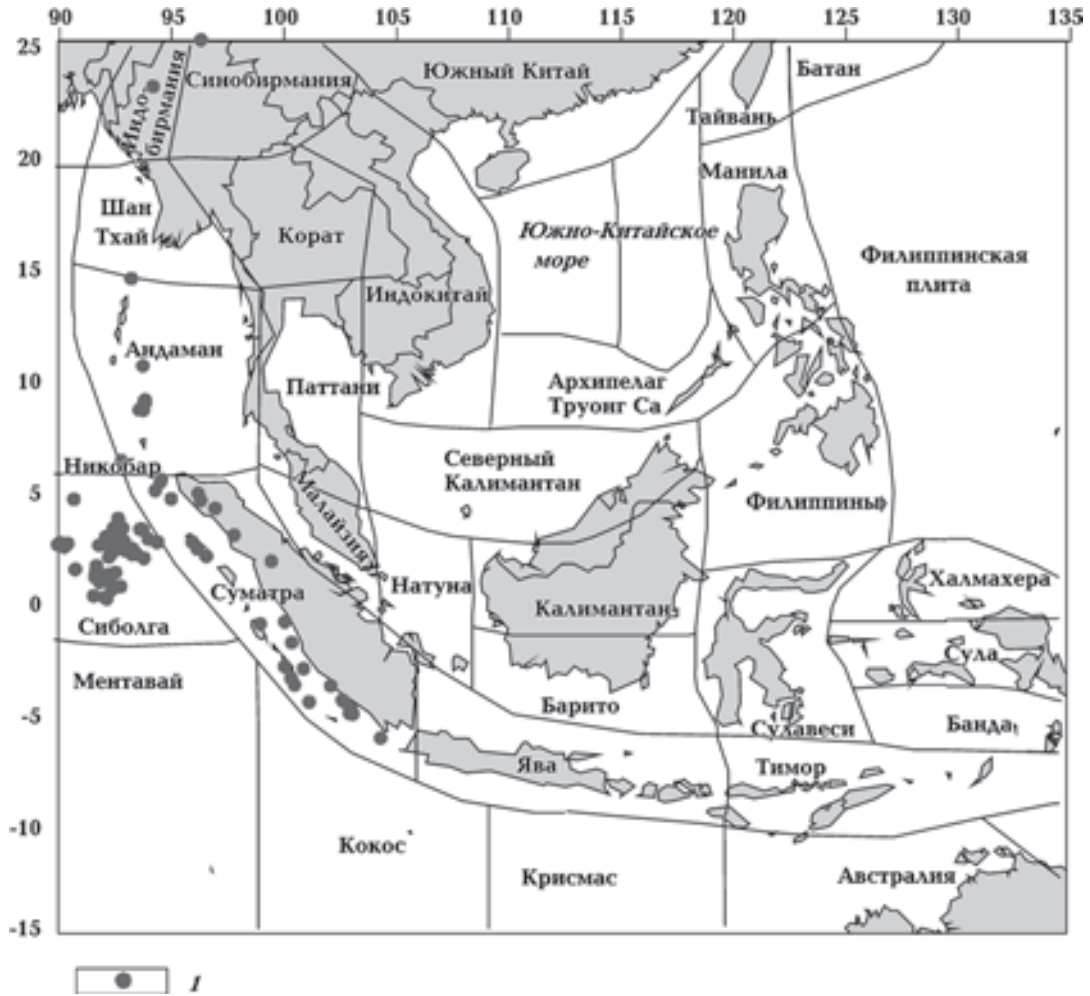 90 95 100 105 110 115 120 125 130 135
25
Синобирмания
Южный Китай
Батан
Индо-
бирмания
Тайвань
20
Манила
Шан
Тхай
Корат
Южно-Китайское
море
Филиппинская
плита
15
Индокитай
Андаман
Паттани
10
Архипелаг
Труонг Са
Никобар
Северный
Калимантан
5
Малайзия
Филиппины
Суматра
Натуна
Калимантан
Халмахера
0
Сиболга
Сула
Ментавай
Барито
-5
Сулавеси
Банда
Ява
Тимор
-10
Кокос
Крисмас
Австралия
-15
1